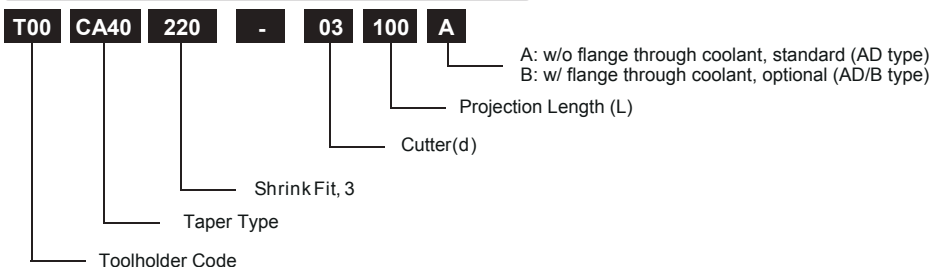 T00 CA40 220 - 03 100 A
A: w/o flange through coolant, standard (AD type)
B: w/ flange through coolant, optional (AD/B type)
Projection Length (L)
Cutter(d)
Shrink Fit, 3
Taper Type
Toolholder Code